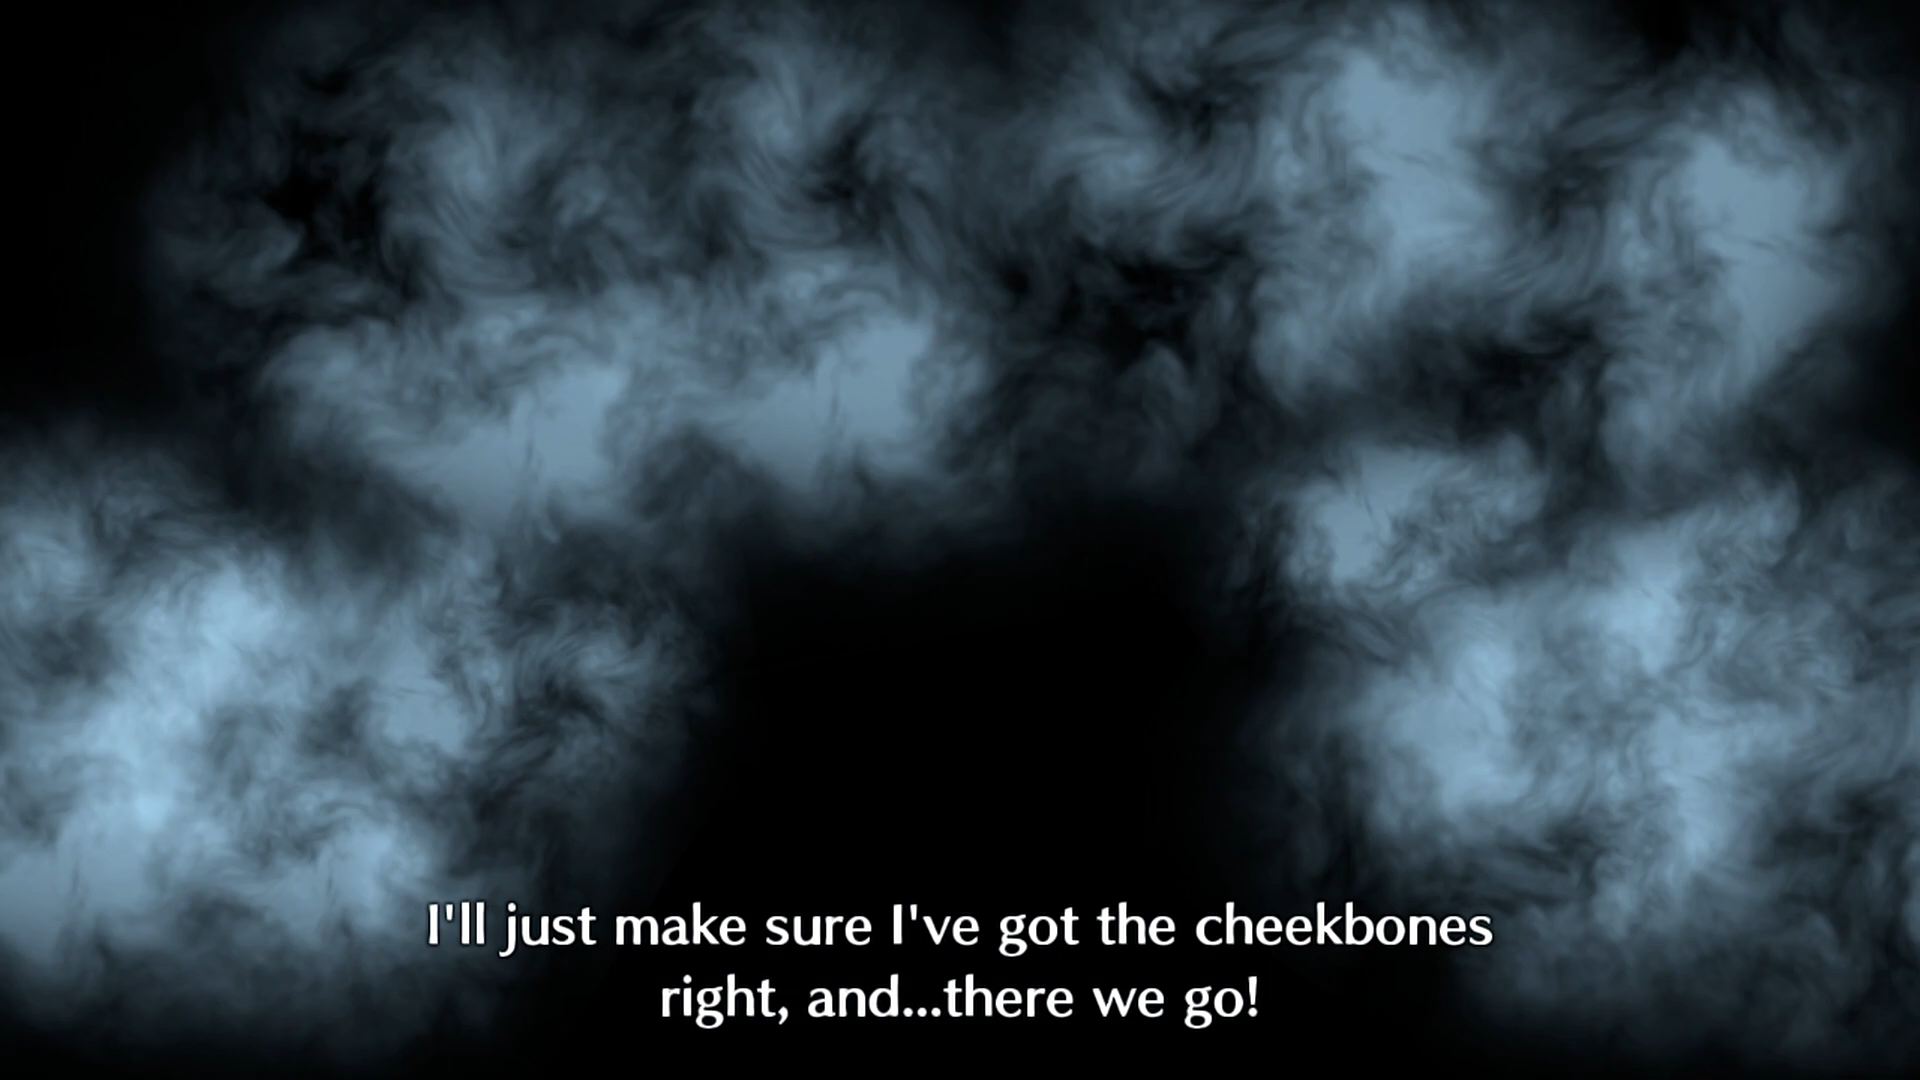 I'll just make sure I've got the cheekbones
right, and...there we go!